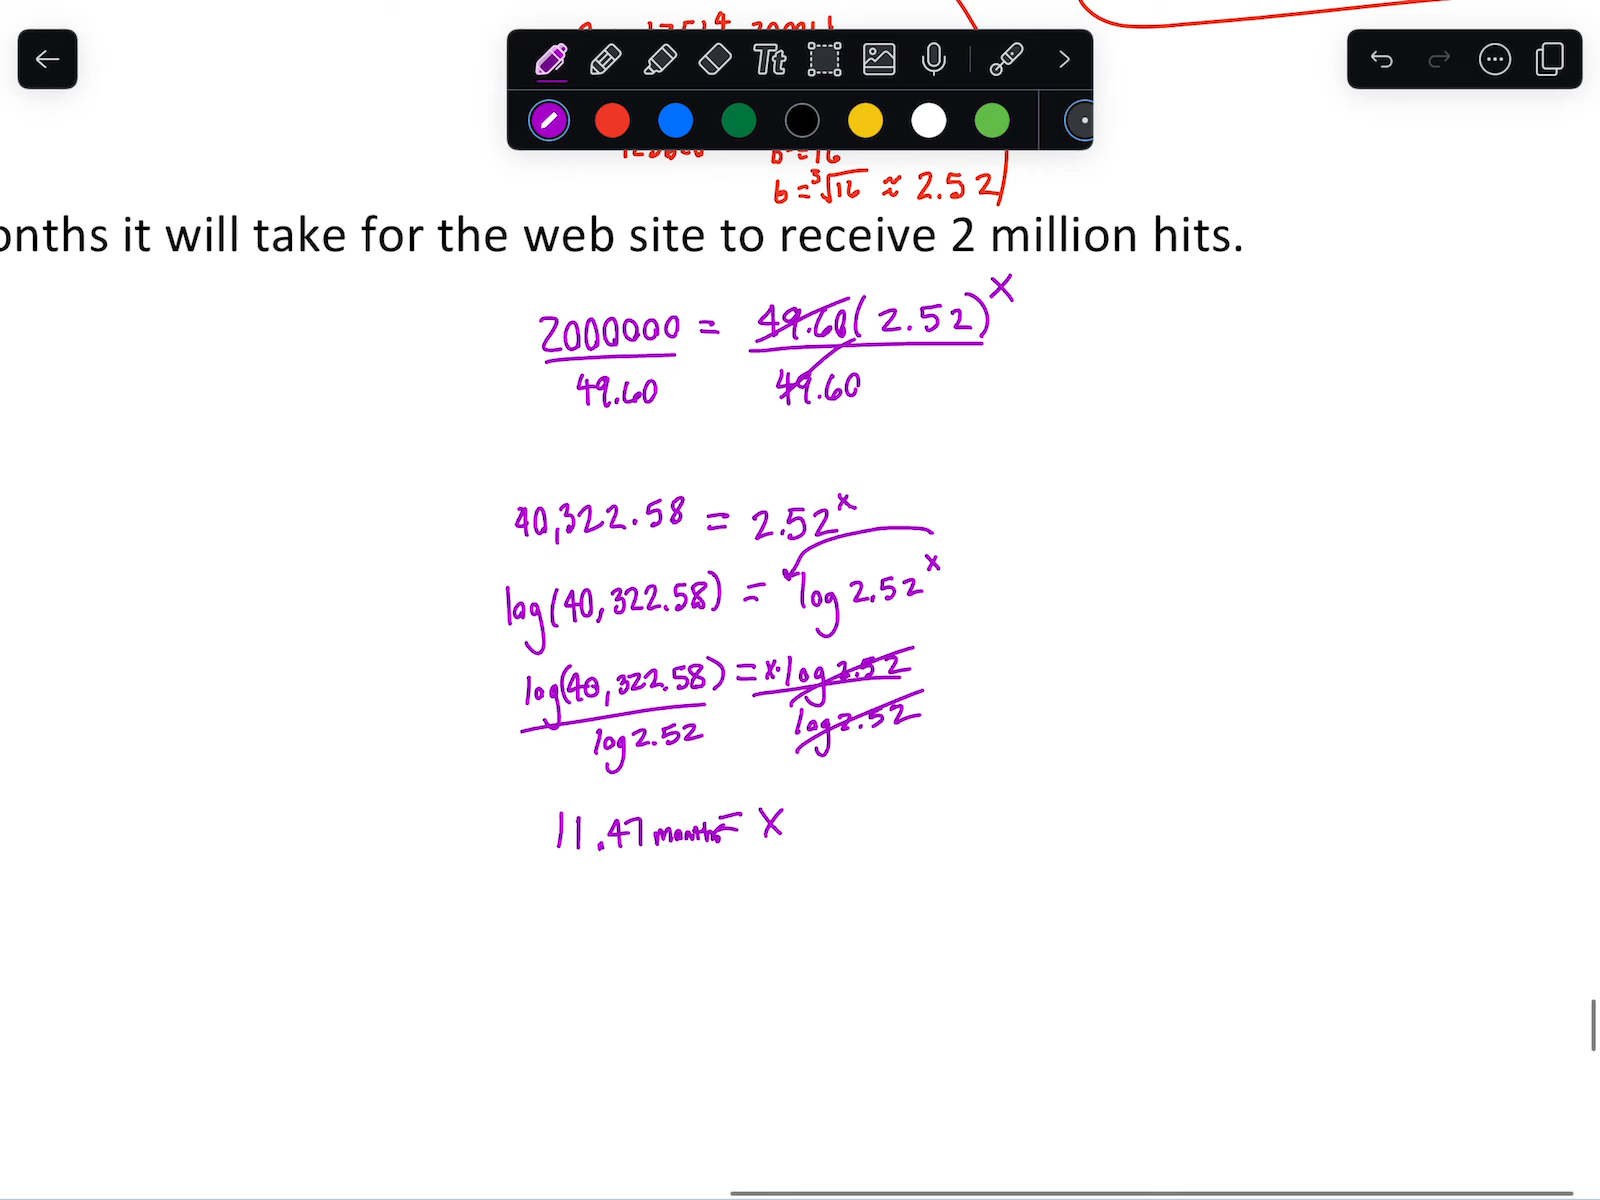 Tt
b = ³√16 ≈ 2.52
onths it will take for the web site to receive 2 million hits.
2000000 = 49.60(2.52)^x
49.60 49.60
40,322.58 = 2.52^x
log(40,322.58) = log 2.52^x
log(40,322.58) = x·log 2.52
log 2.52 log 2.52
11.47 months = x